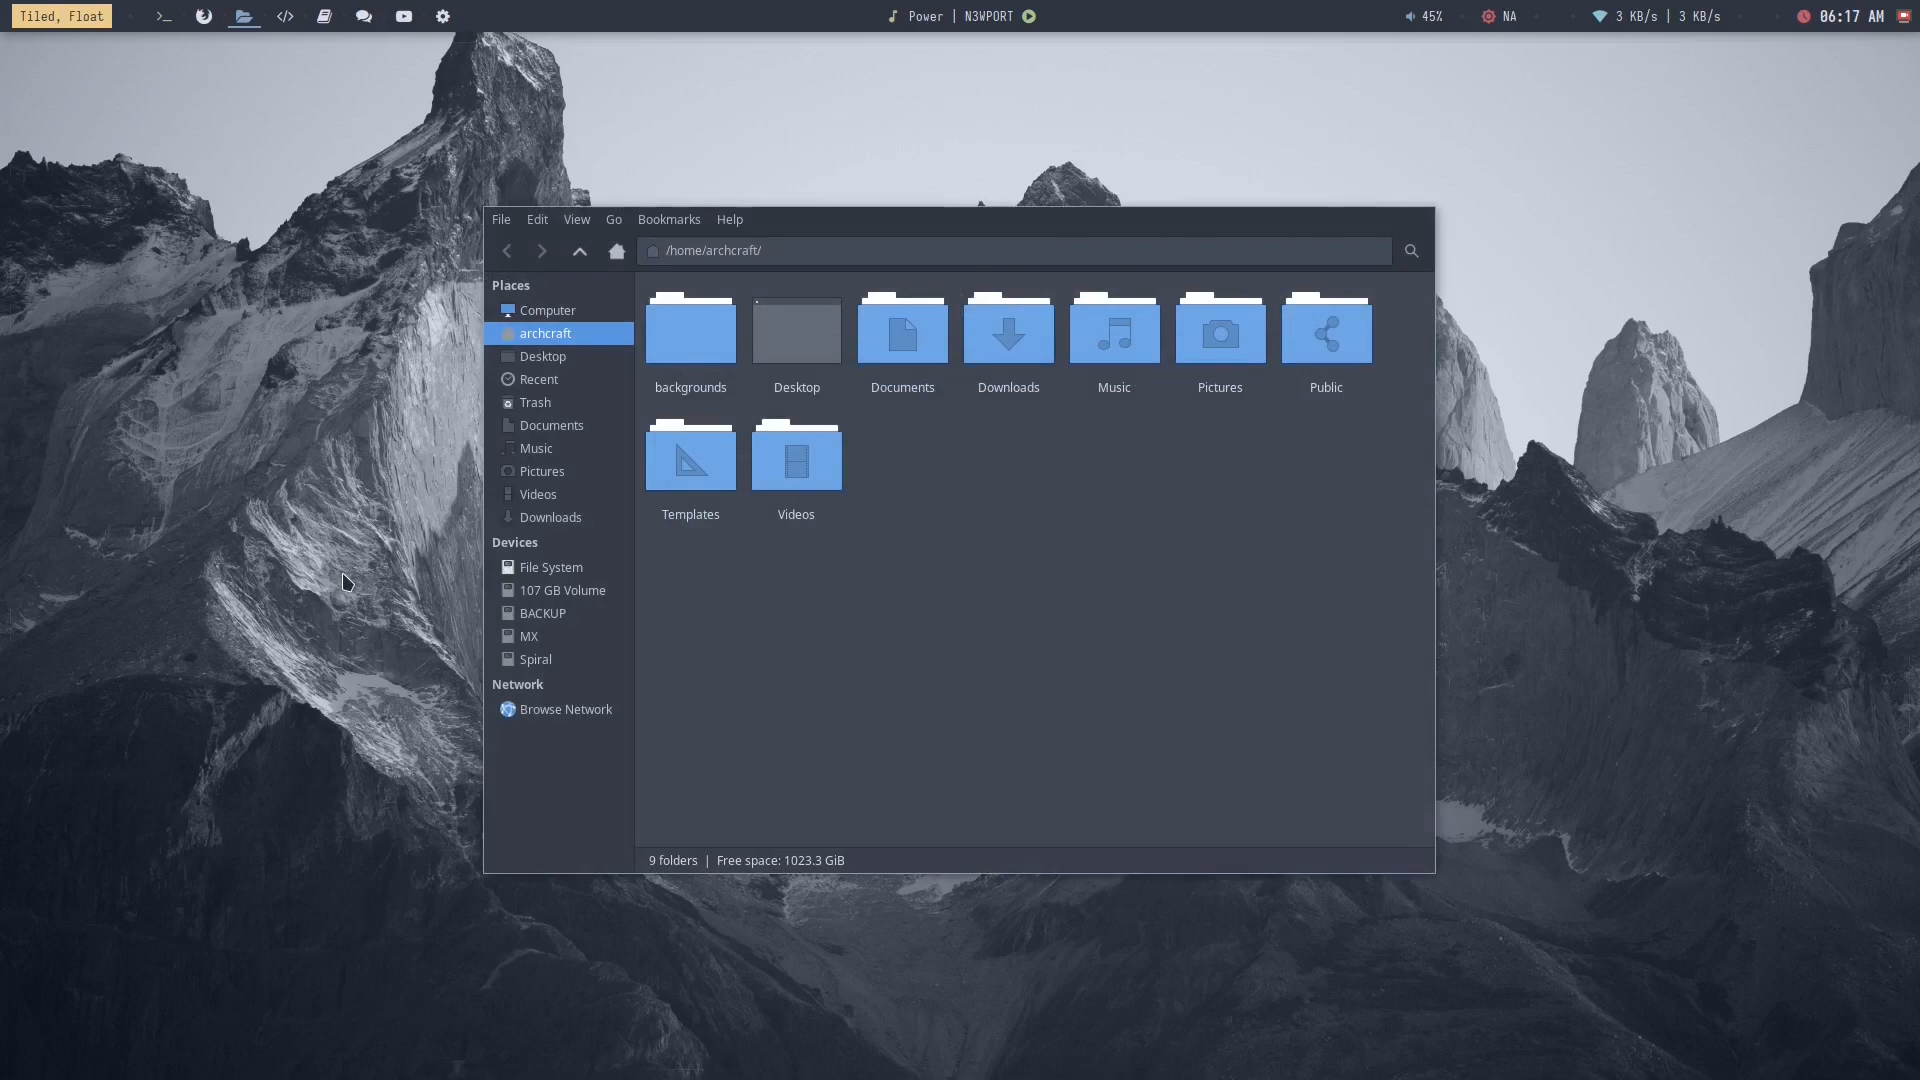 Tiled, Float
Power | N3WPORT
45%
NA
3 KB/s | 3 KB/s
06:17 AM
File Edit View Go Bookmarks Help
/home/archcraft/
Places
Computer
archcraft
Desktop
Recent
Trash
Documents
Music
Pictures
Videos
Downloads
Devices
File System
107 GB Volume
BACKUP
MX
Spiral
Network
Browse Network
backgrounds Desktop Documents Downloads Music Pictures Public
Templates Videos
9 folders | Free space: 1023.3 GiB